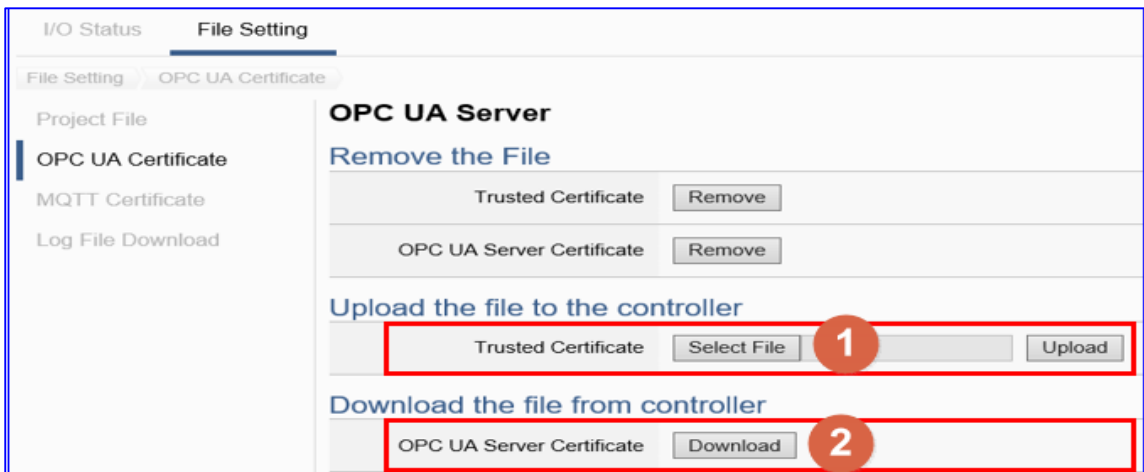 I/O Status File Setting
File Setting OPC UA Certificate
Project File
OPC UA Certificate
MQTT Certificate
Log File Download
OPC UA Server
Remove the File
Trusted Certificate Remove
OPC UA Server Certificate Remove
Upload the file to the controller
Trusted Certificate Select File 1 Upload
Download the file from controller
OPC UA Server Certificate Download 2